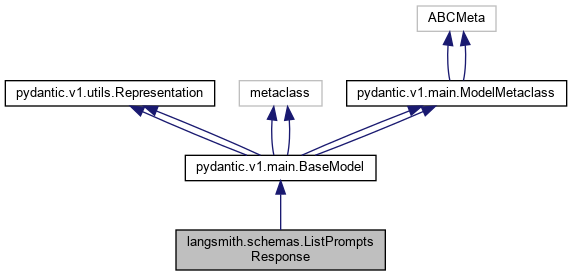 ABCMeta
pydantic.v1.utils.Representation
metaclass
pydantic.v1.main.ModelMetaclass
pydantic.v1.main.BaseModel
langsmith.schemas.ListPrompts
Response